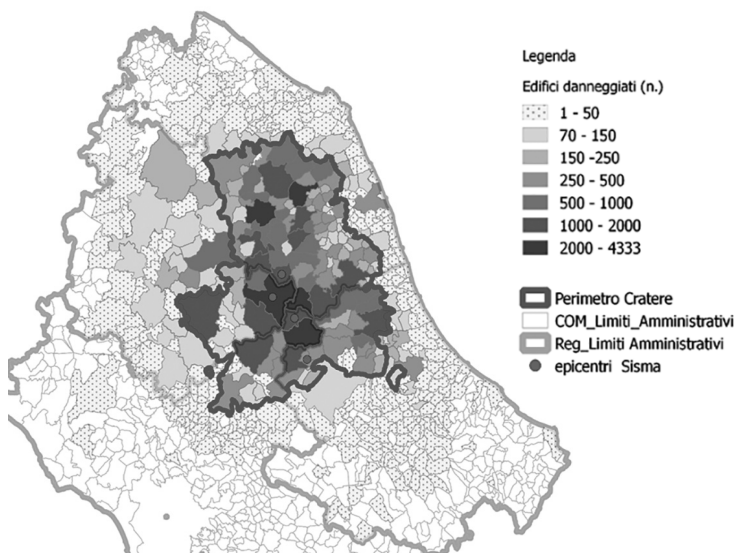 Legenda
Edifici danneggiati (n.)
1 - 50
70 - 150
150 -250
250 - 500
500 - 1000
1000 - 2000
2000 - 4333
Perimetro Cratere
COM_Limiti_Amministrativi
Reg_Limiti Amministrativi
epicentri Sisma